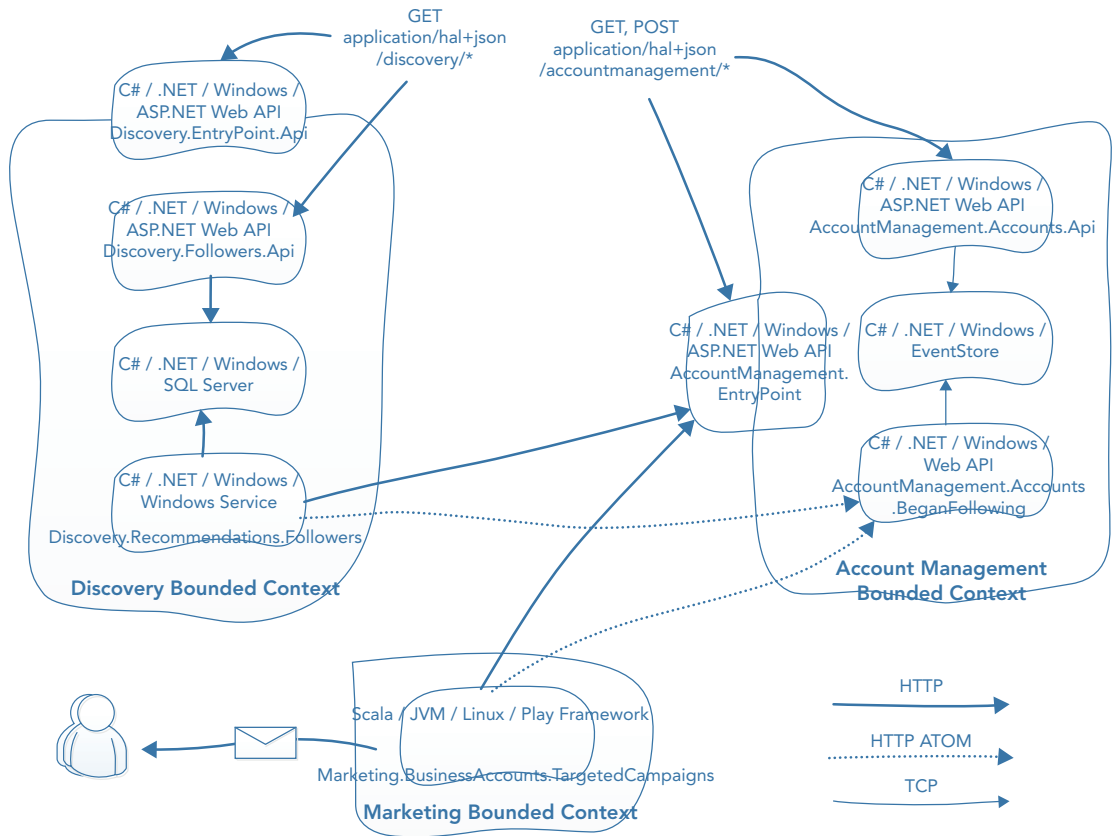 GET
application/hal+json
/discovery/*
GET, POST
application/hal+json
/accountmanagement/*
C# / .NET / Windows /
ASP.NET Web API
Discovery.EntryPoint.Api
C# / .NET / Windows /
ASP.NET Web API
Discovery.Followers.Api
C# / .NET / Windows /
SQL Server
C# / .NET / Windows /
Windows Service
Discovery.Recommendations.Followers
Discovery Bounded Context
C# / .NET / Windows /
ASP.NET Web API
AccountManagement.
EntryPoint
C# / .NET / Windows /
ASP.NET Web API
AccountManagement.Accounts.Api
C# / .NET / Windows /
EventStore
C# / .NET / Windows /
Web API
AccountManagement.Accounts
.BeganFollowing
Account Management
Bounded Context
Scala / JVM / Linux / Play Framework
Marketing.BusinessAccounts.TargetedCampaigns
Marketing Bounded Context
HTTP
HTTP ATOM
TCP